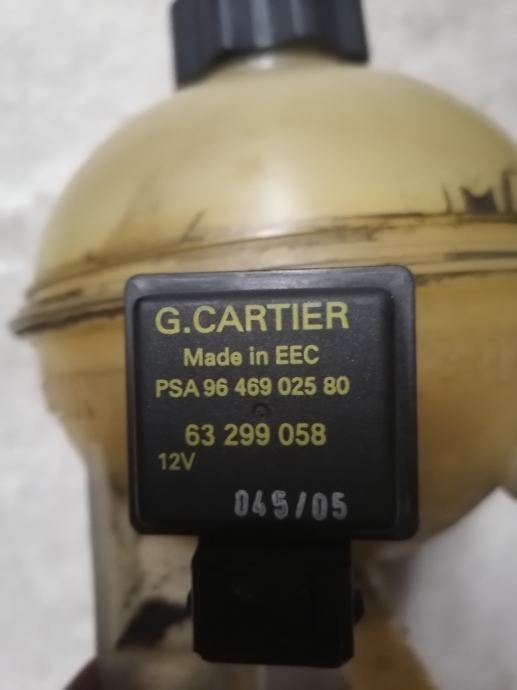 G.CARTIER
Made in EEC
PSA 96 469 025 80
63 299 058
12V
045/05